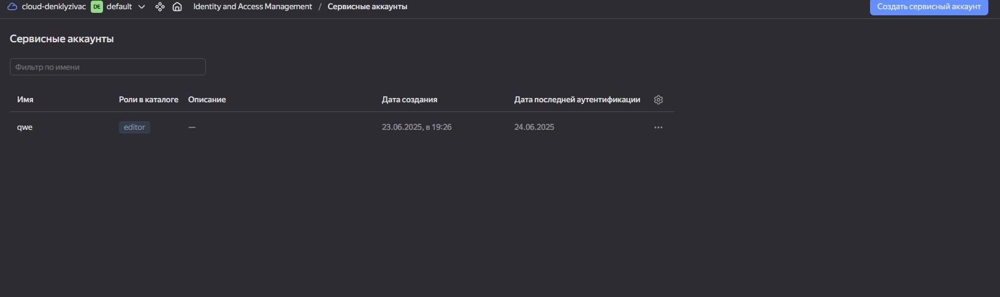 cloud-denklyzivac DE default Identity and Access Management / Сервисные аккаунты Создать сервисный аккаунт
Сервисные аккаунты
Фильтр по имени
Имя Роли в каталоге Описание Дата создания Дата последней аутентификации
qwe editor — 23.06.2025, в 19:26 24.06.2025